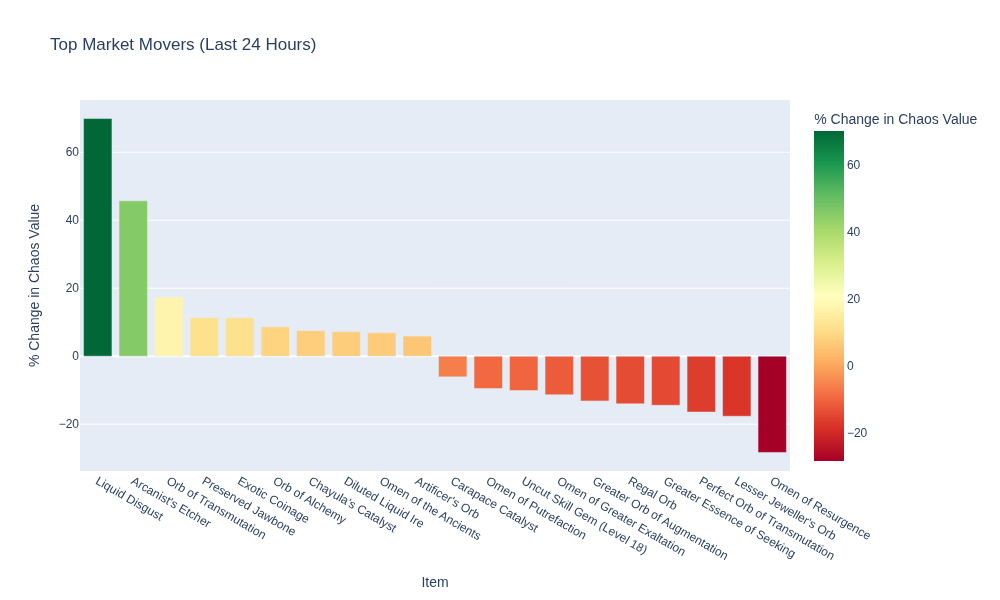 Top Market Movers (Last 24 Hours)
% Change in Chaos Value
60
40
20
0
−20
% Change in Chaos Value
60
40
20
0
−20
Liquid Disgust
Arcanist's Etcher
Orb of Transmutation
Preserved Jawbone
Exotic Coinage
Orb of Alchemy
Chayula's Catalyst
Diluted Liquid Ire
Omen of the Ancients
Artificer's Orb
Carapace Catalyst
Omen of Putrefaction
Uncut Skill Gem (Level 18)
Omen of Greater Exaltation
Greater Orb of Augmentation
Regal Orb
Greater Essence of Seeking
Perfect Orb of Transmutation
Lesser Jeweller's Orb
Omen of Resurgence
Item